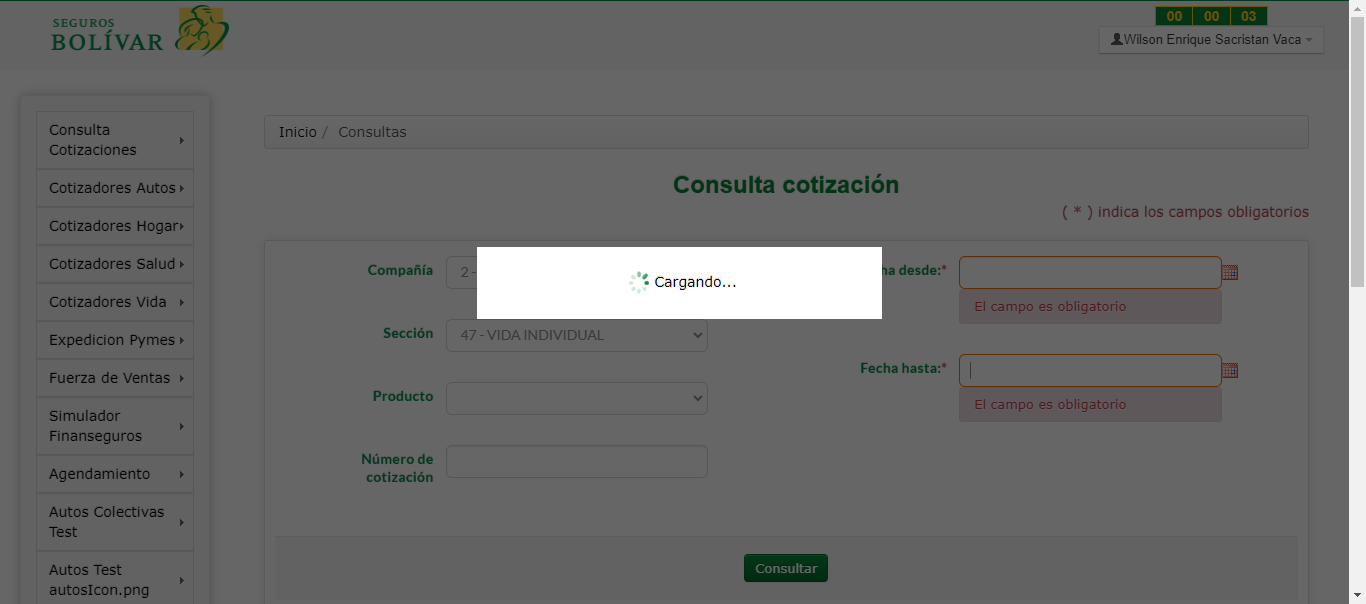 SEGUROS
BOLÍVAR
00 00 03
Wilson Enrique Sacristan Vaca
Consulta
Cotizaciones
Cotizadores Autos
Cotizadores Hogar
Cotizadores Salud
Cotizadores Vida
Expedicion Pymes
Fuerza de Ventas
Simulador
Finanseguros
Agendamiento
Autos Colectivas
Test
Autos Test
autosIcon.png
Inicio / Consultas
Consulta cotización
( * ) indica los campos obligatorios
Compañía
2 -
Cargando...
desde:*
El campo es obligatorio
Sección
47 - VIDA INDIVIDUAL
Fecha hasta:*
El campo es obligatorio
Producto
Número de
cotización
Consultar